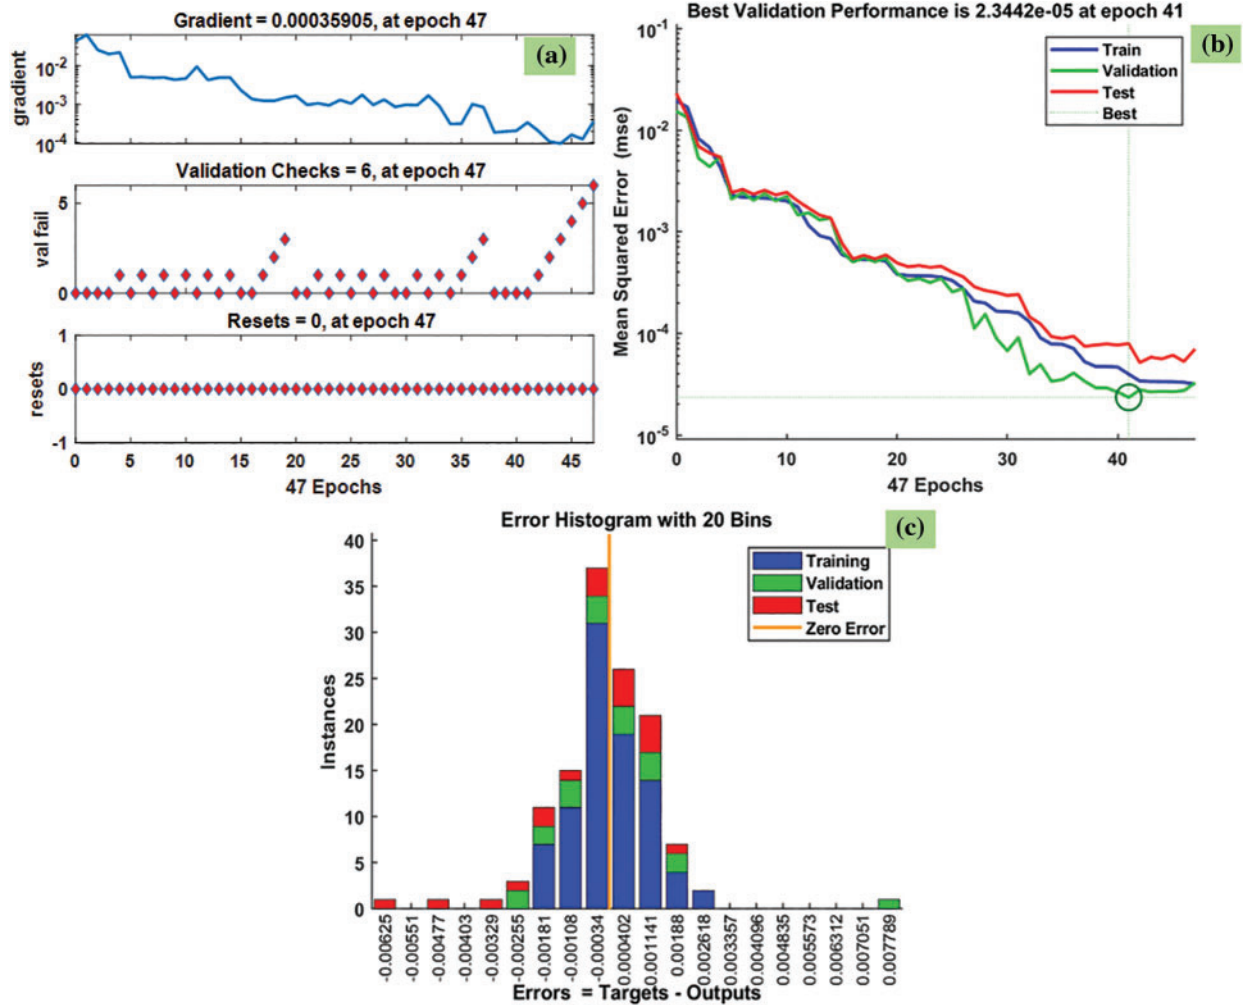 Gradient = 0.00035905, at epoch 47
(a)
gradient
10-2
10-3
10-4
Validation Checks = 6, at epoch 47
val fail
5
0
Resets = 0, at epoch 47
resets
1
0
-1
0 5 10 15 20 25 30 35 40 45
47 Epochs
Best Validation Performance is 2.3442e-05 at epoch 41
(b)
Train
Validation
Test
Best
Mean Squared Error (mse)
10-1
10-2
10-3
10-4
10-5
0 10 20 30 40
47 Epochs
Error Histogram with 20 Bins
(c)
Training
Validation
Test
Zero Error
Instances
40
35
30
25
20
15
10
5
0
-0.00625
-0.00551
-0.00477
-0.00403
-0.00329
-0.00255
-0.00181
-0.00108
-0.00034
0.000402
0.001141
0.00188
0.002618
0.003357
0.004096
0.004835
0.005573
0.006312
0.007051
0.007789
Errors = Targets - Outputs